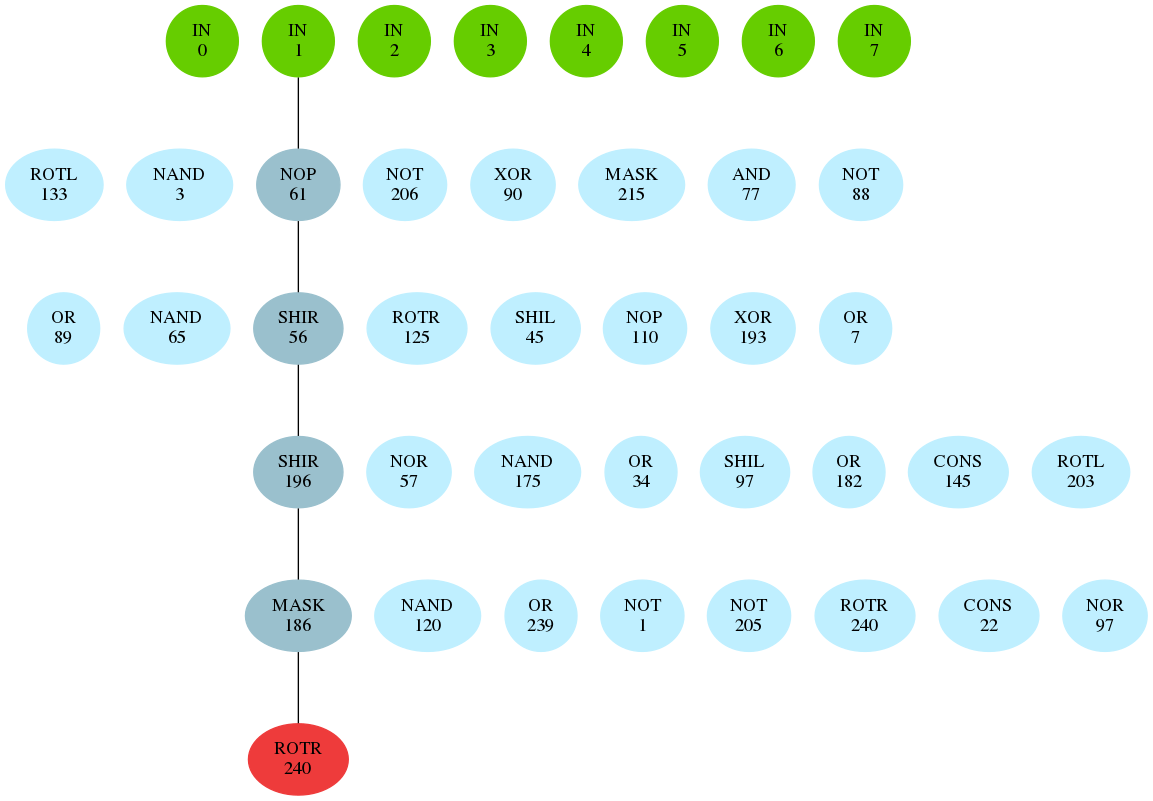 IN
0
IN
1
IN
2
IN
3
IN
4
IN
5
IN
6
IN
7
ROTL
133
NAND
3
NOP
61
NOT
206
XOR
90
MASK
215
AND
77
NOT
88
OR
89
NAND
65
SHIR
56
ROTR
125
SHIL
45
NOP
110
XOR
193
OR
7
SHIR
196
NOR
57
NAND
175
OR
34
SHIL
97
OR
182
CONS
145
ROTL
203
MASK
186
NAND
120
OR
239
NOT
1
NOT
205
ROTR
240
CONS
22
NOR
97
ROTR
240